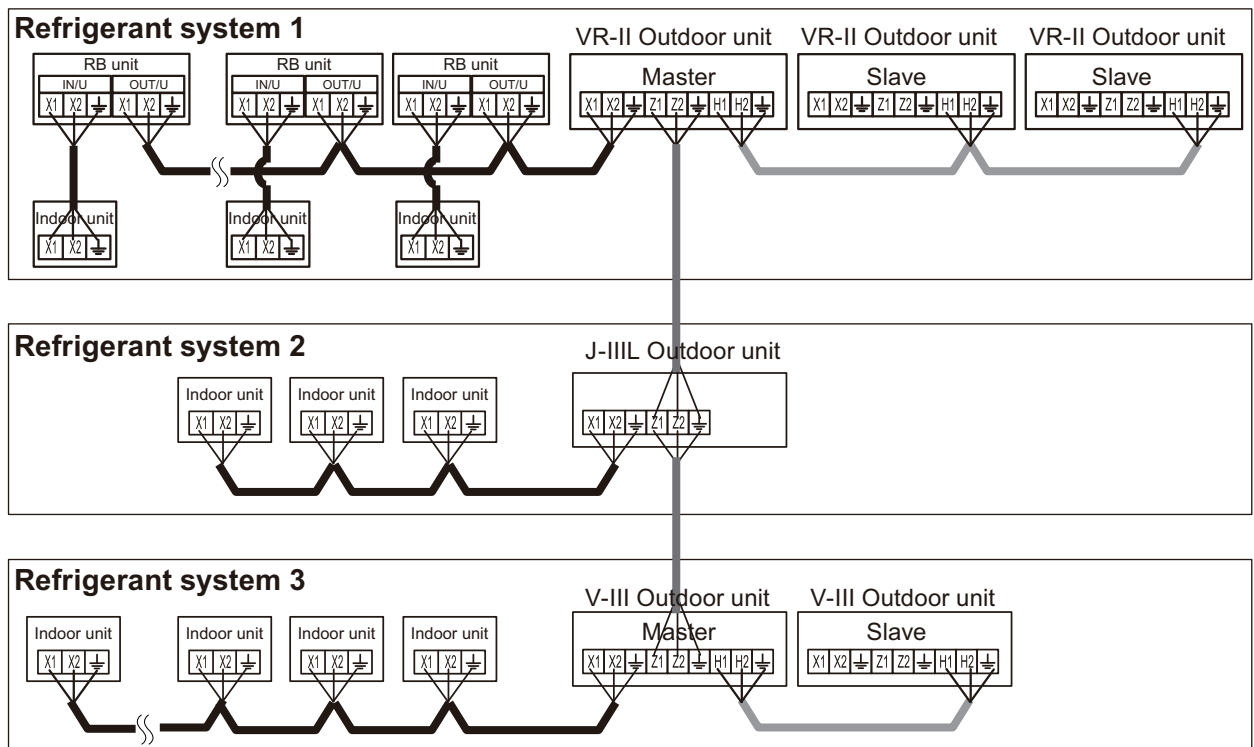 Refrigerant system 1
VR-II Outdoor unit VR-II Outdoor unit VR-II Outdoor unit
RB unit RB unit RB unit
Master Slave Slave
IN/U OUT/U IN/U OUT/U IN/U OUT/U
X1 X2 X1 X2 X1 X2 X1 X2 X1 X2 X1 X2 X1 X2 Z1 Z2 H1 H2 X1 X2 Z1 Z2 H1 H2 X1 X2 Z1 Z2 H1 H2
Indoor unit Indoor unit Indoor unit
X1 X2 X1 X2 X1 X2
Refrigerant system 2
J-IIIL Outdoor unit
Indoor unit Indoor unit Indoor unit
X1 X2 X1 X2 X1 X2 X1 X2 Z1 Z2
Refrigerant system 3
V-III Outdoor unit V-III Outdoor unit
Indoor unit Indoor unit Indoor unit Indoor unit Master Slave
X1 X2 X1 X2 X1 X2 X1 X2 X1 X2 Z1 Z2 H1 H2 X1 X2 Z1 Z2 H1 H2